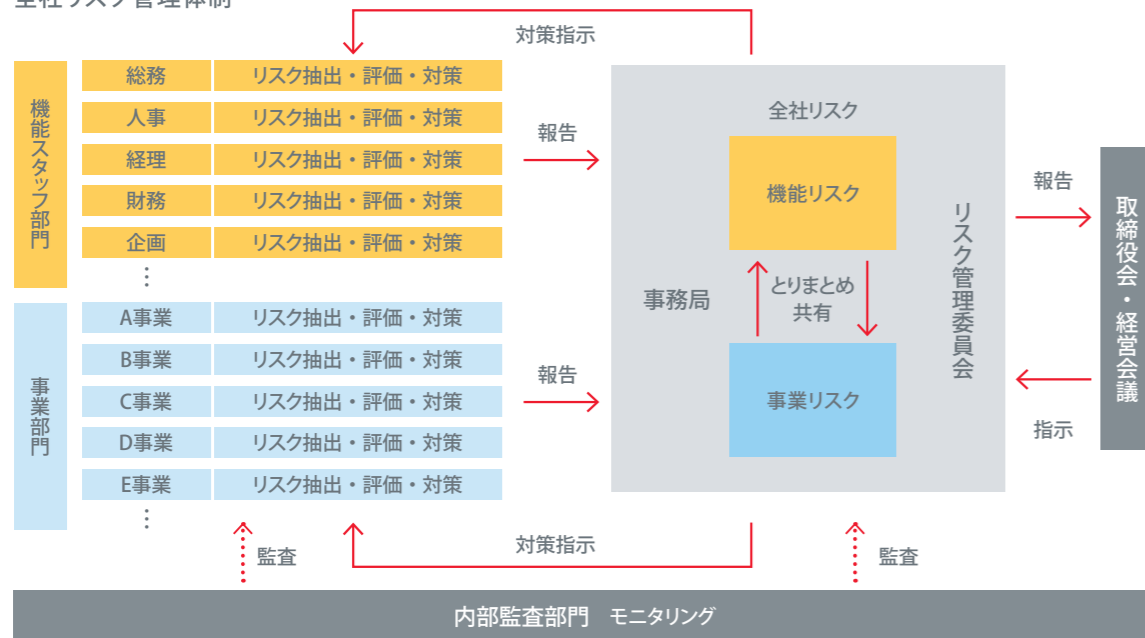 全社リスク管理体制
対策指示
機能スタッフ部門
総務 リスク抽出・評価・対策
人事 リスク抽出・評価・対策
経理 リスク抽出・評価・対策
財務 リスク抽出・評価・対策
企画 リスク抽出・評価・対策
⋮
報告
事業部門
A事業 リスク抽出・評価・対策
B事業 リスク抽出・評価・対策
C事業 リスク抽出・評価・対策
D事業 リスク抽出・評価・対策
E事業 リスク抽出・評価・対策
⋮
報告
全社リスク
機能リスク
事務局
とりまとめ
共有
事業リスク
リスク管理委員会
報告
指示
取締役会・経営会議
対策指示
監査
監査
内部監査部門 モニタリング